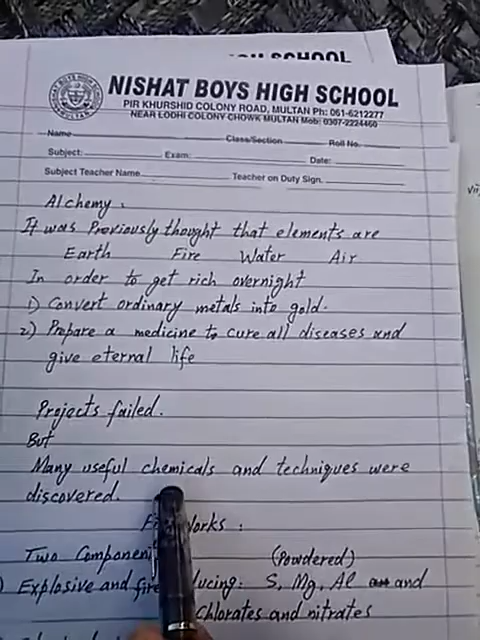 HIGH SCHOOL
NISHAT BOYS HIGH SCHOOL
PIR KHURSHID COLONY ROAD, MULTAN Ph: 061-6212277
NEAR LODHI COLONY CHOWK MULTAN Mob: 0307-2224460
Name Class/Section Roll No.
Subject: Exam: Date:
Subject Teacher Name Teacher on Duty Sign.
Alchemy:
It was Previously thought that elements are
Earth Fire Water Air
In order to get rich overnight
1) Convert ordinary metals into gold.
2) Prepare a medicine to cure all diseases and
give eternal life
Projects failed.
But
Many useful chemicals and techniques were
discovered.
works:
Two (Powdered)
Explosive and S, Mg, Al and
Chlorates and nitrates